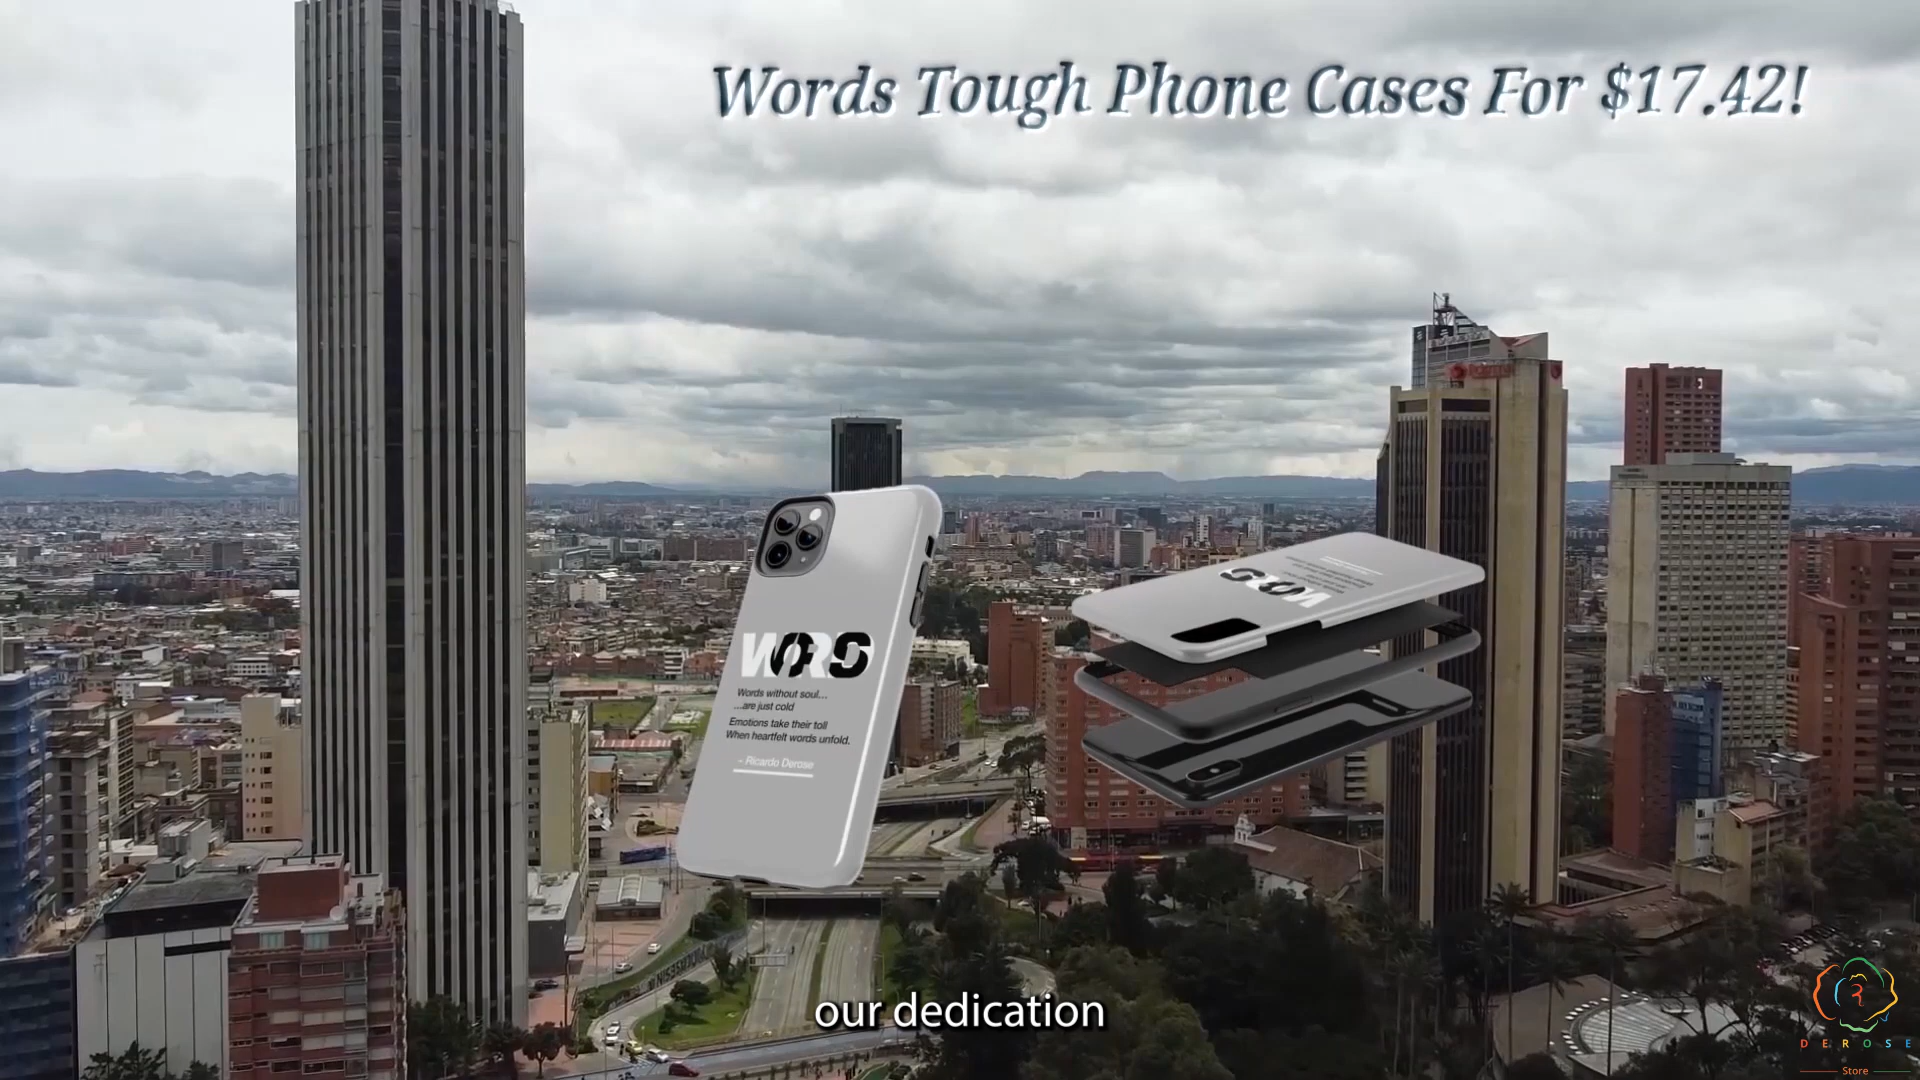 Words Tough Phone Cases For $17.42!
WORS
Words without soul...
...are just cold
Emotions take their toll
When heartfelt words unfold.
- Ricardo Derose
our dedication
DEROSE
Store